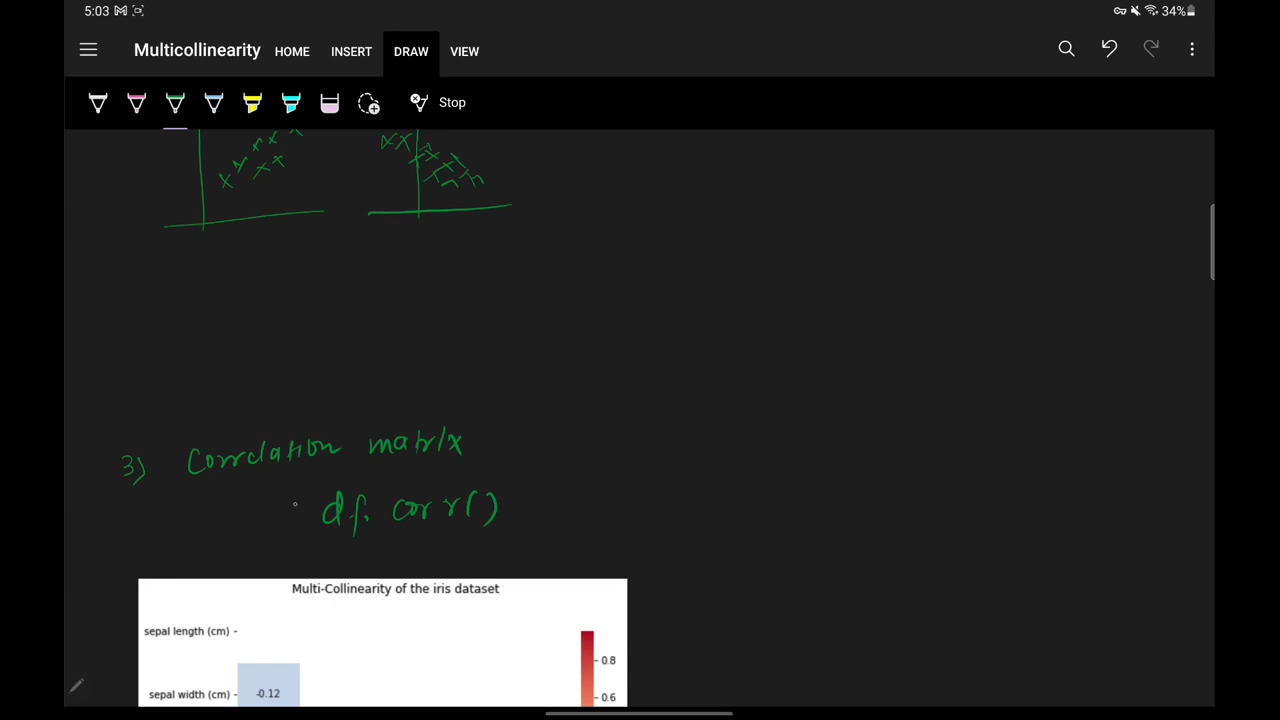 5:03
34%
Multicollinearity HOME INSERT DRAW VIEW
Stop
3) Correlation matrix
df. corr()
Multi-Collinearity of the iris dataset
sepal length (cm)
0.8
sepal width (cm)
-0.12
0.6